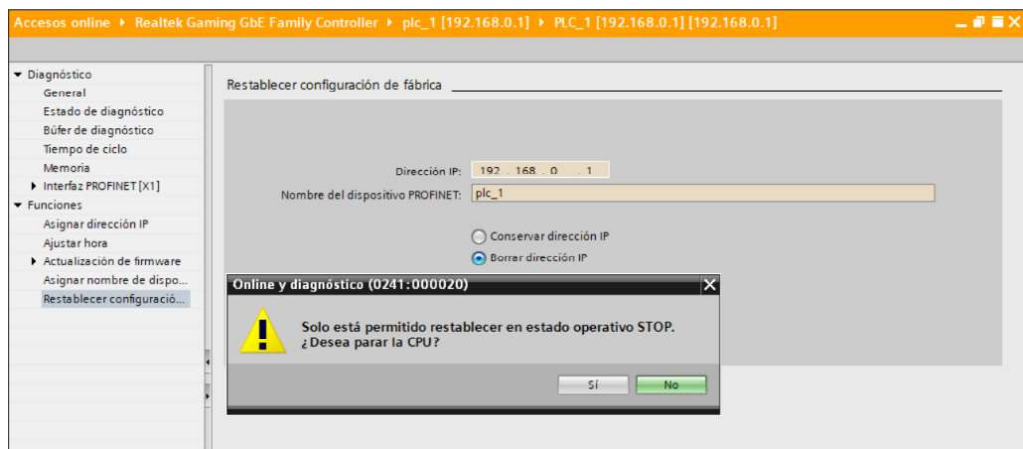 Accesos online ▸ Realtek Gaming GbE Family Controller ▸ plc_1 [192.168.0.1] ▸ PLC_1 [192.168.0.1] [192.168.0.1]
Diagnóstico
General
Estado de diagnóstico
Búfer de diagnóstico
Tiempo de ciclo
Memoria
Interfaz PROFINET [X1]
Funciones
Asignar dirección IP
Ajustar hora
Actualización de firmware
Asignar nombre de dispo...
Restablecer configuració...
Restablecer configuración de fábrica
Dirección IP: 192 . 168 . 0 . 1
Nombre del dispositivo PROFINET: plc_1
Conservar dirección IP
Borrar dirección IP
Online y diagnóstico (0241:000020)
Solo está permitido restablecer en estado operativo STOP.
¿Desea parar la CPU?
Sí No